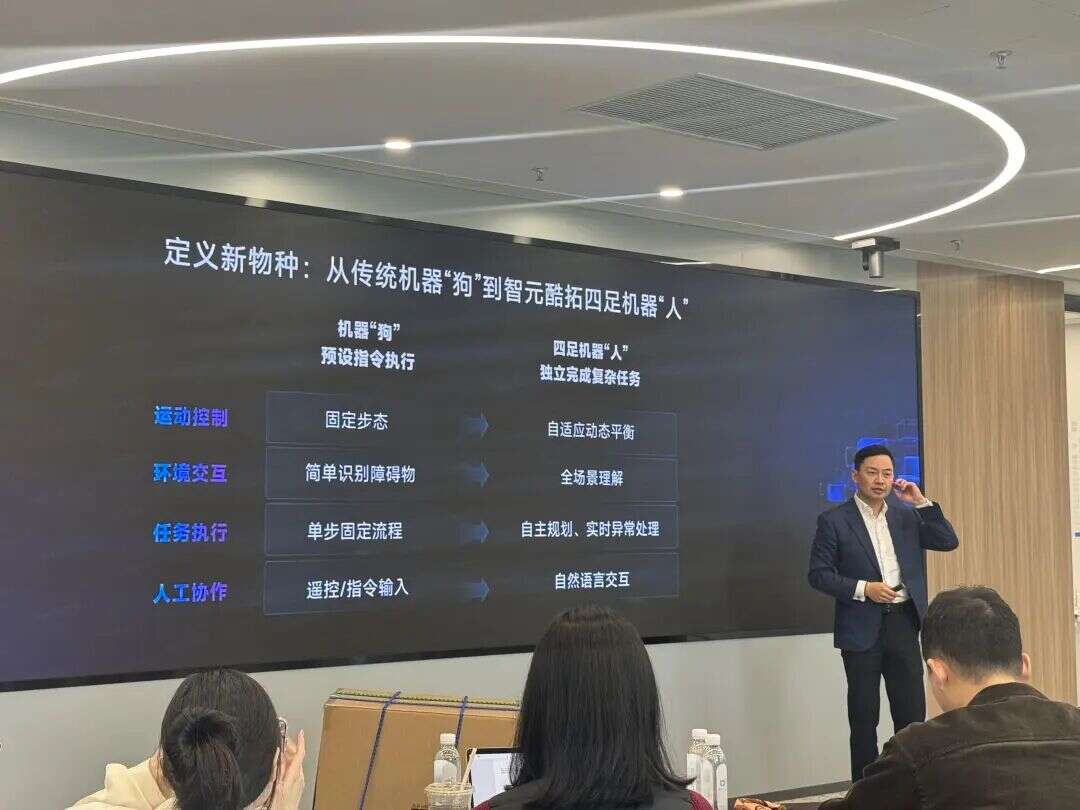 定义新物种：从传统机器“狗”到智元酷拓四足机器“人”
机器“狗”
预设指令执行
四足机器“人”
独立完成复杂任务
运动控制
固定步态
自适应动态平衡
环境交互
简单识别障碍物
全场景理解
任务执行
单步固定流程
自主规划、实时异常处理
人工协作
遥控/指令输入
自然语言交互